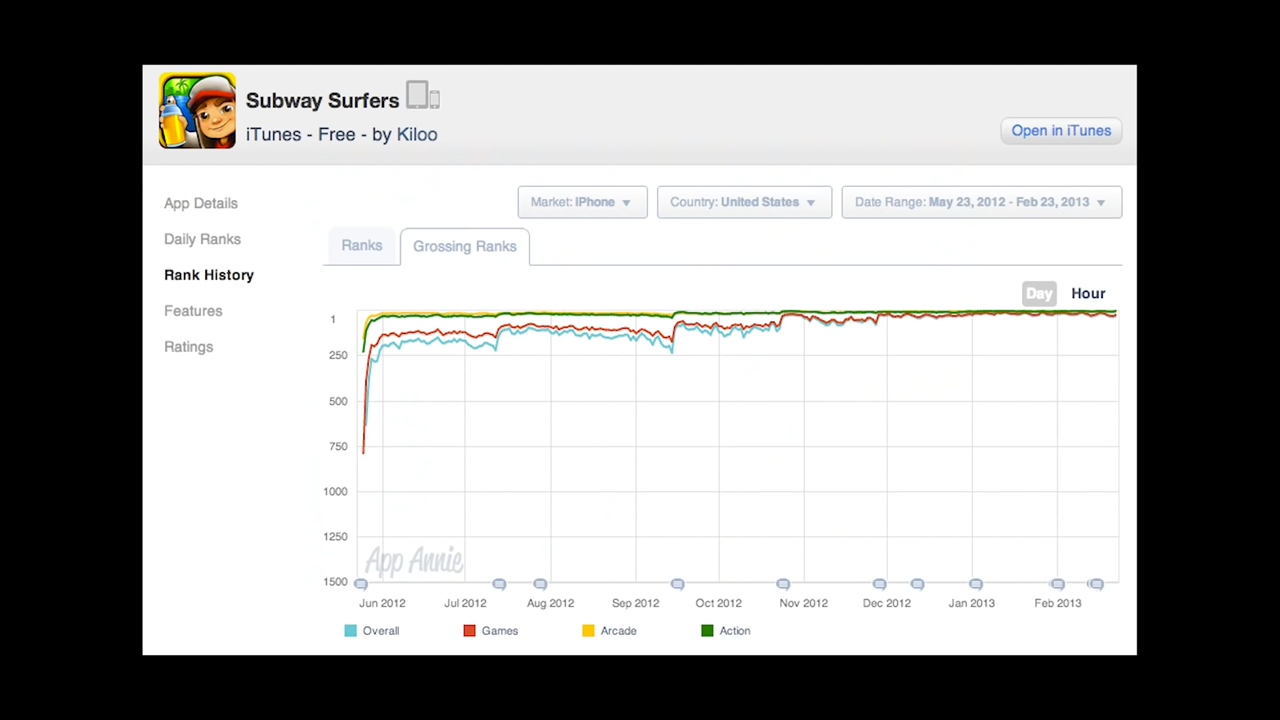 Subway Surfers
iTunes - Free - by Kiloo
Open in iTunes
App Details
Daily Ranks
Rank History
Features
Ratings
Market: iPhone
Country: United States
Date Range: May 23, 2012 - Feb 23, 2013
Ranks
Grossing Ranks
Day
Hour
1
250
500
750
1000
1250
1500
App Annie
Jun 2012
Jul 2012
Aug 2012
Sep 2012
Oct 2012
Nov 2012
Dec 2012
Jan 2013
Feb 2013
Overall
Games
Arcade
Action